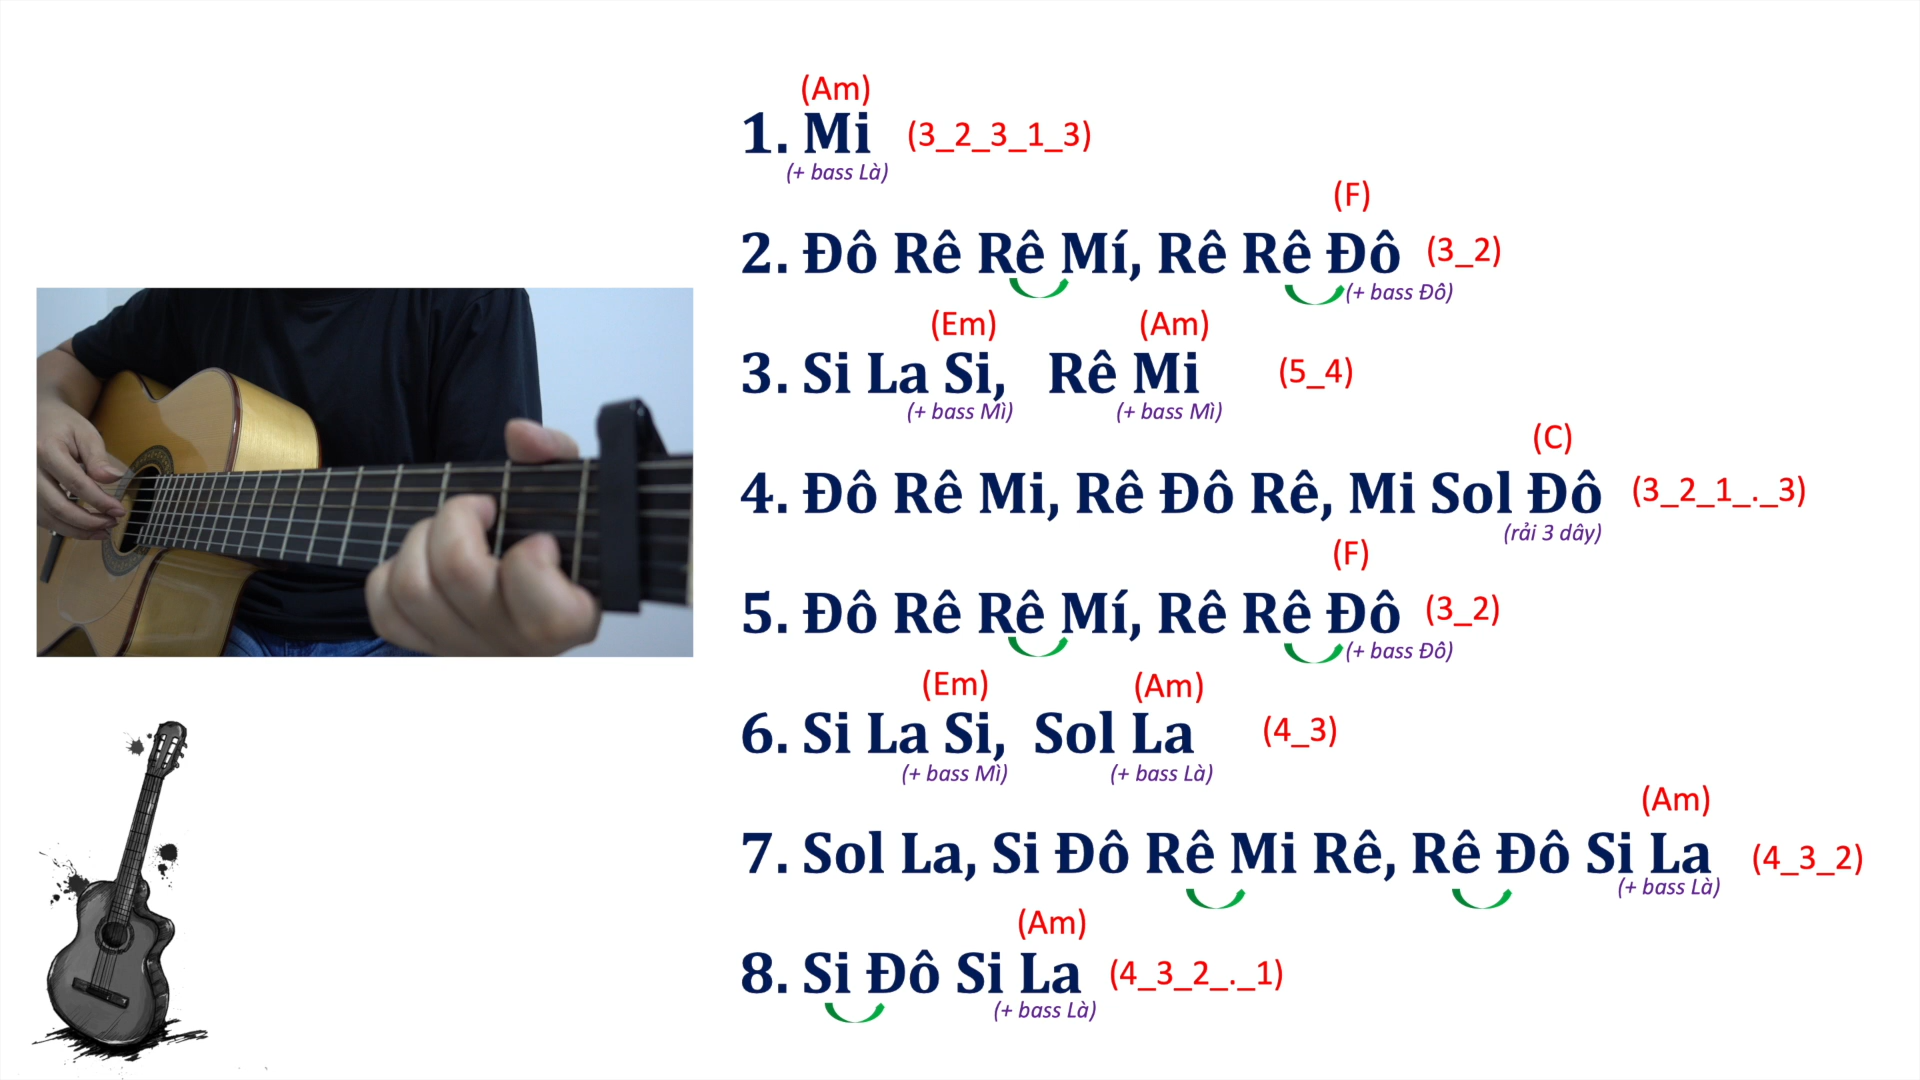 (Am)
1. Mi (3_2_3_1_3)
(+ bass Là)
(F)
2. Đô Rê Rê Mí, Rê Rê Đô (3_2)
(+ bass Đô)
(Em) (Am)
3. Si La Si, Rê Mi (5_4)
(+ bass Mì) (+ bass Mì)
(C)
4. Đô Rê Mi, Rê Đô Rê, Mi Sol Đô (3_2_1_._3)
(rải 3 dây)
(F)
5. Đô Rê Rê Mí, Rê Rê Đô (3_2)
(+ bass Đô)
(Em) (Am)
6. Si La Si, Sol La (4_3)
(+ bass Mì) (+ bass Là)
(Am)
7. Sol La, Si Đô Rê Mi Rê, Rê Đô Si La (4_3_2)
(+ bass Là)
(Am)
8. Si Đô Si La (4_3_2_._1)
(+ bass Là)